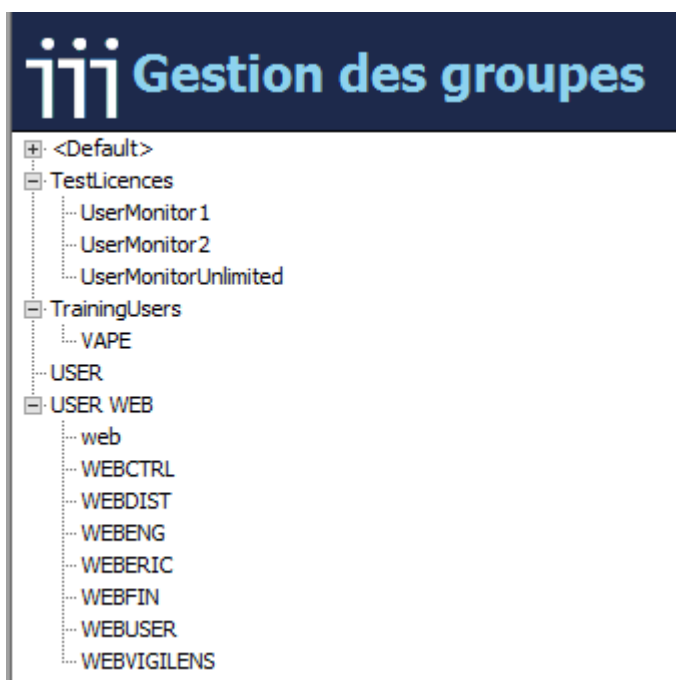 Gestion des groupes
<Default>
TestLicences
UserMonitor1
UserMonitor2
UserMonitorUnlimited
TrainingUsers
VAPE
USER
USER WEB
web
WEBCTRL
WEBDIST
WEBENG
WEBERIC
WEBFIN
WEBUSER
WEBVIGILENS